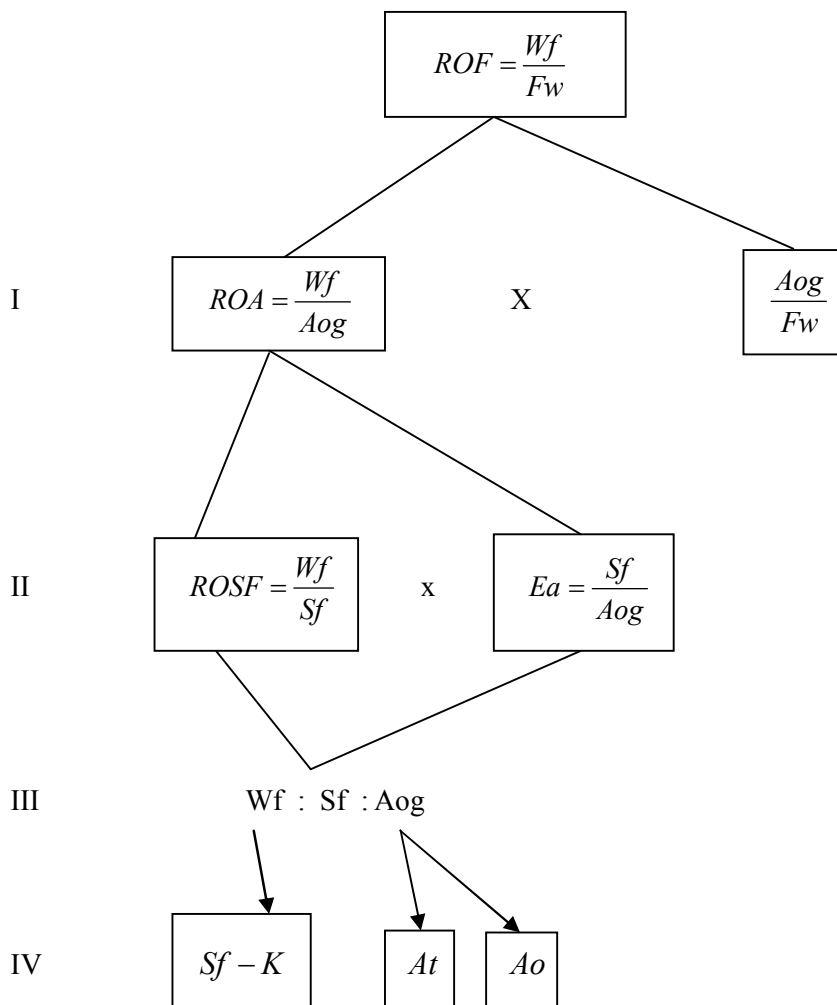 ROF = Wf / Fw
I ROA = Wf / Aog X Aog / Fw
II ROSF = Wf / Sf x Ea = Sf / Aog
III Wf : Sf : Aog
IV Sf – K At Ao